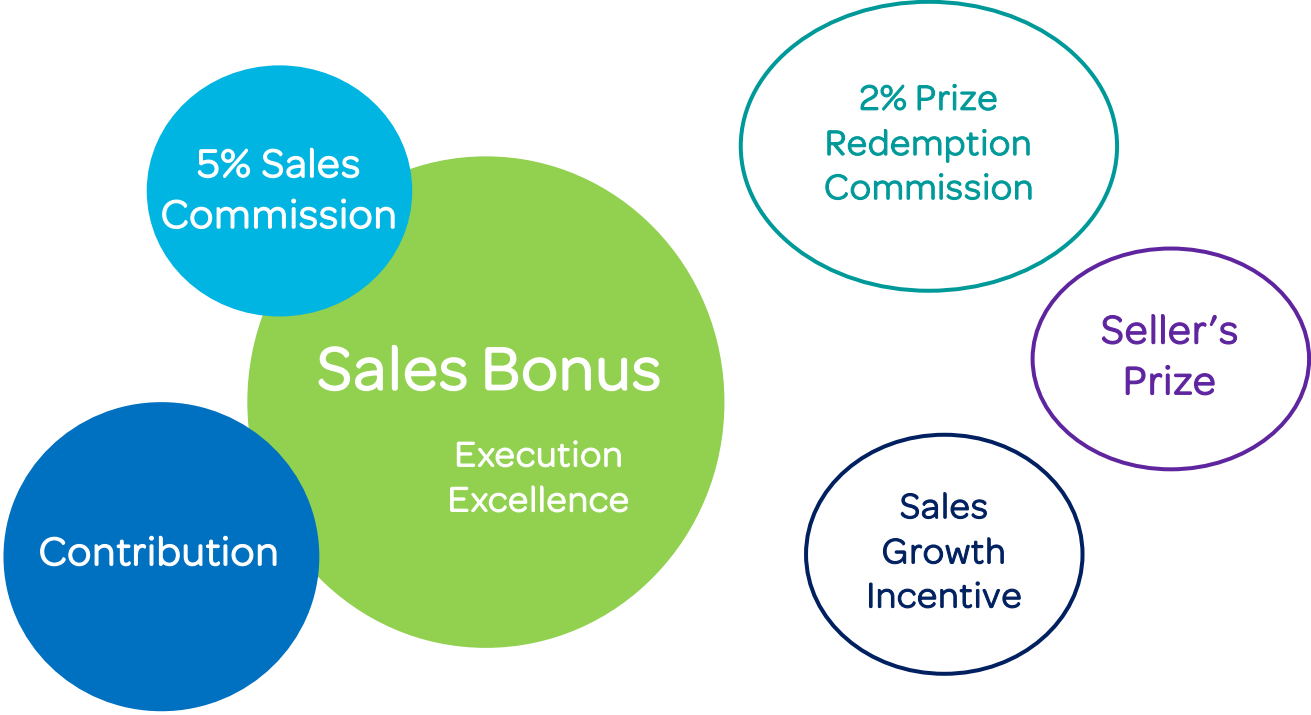 5% Sales
Commission
Sales Bonus
Execution
Excellence
Contribution
2% Prize
Redemption
Commission
Seller’s
Prize
Sales
Growth
Incentive